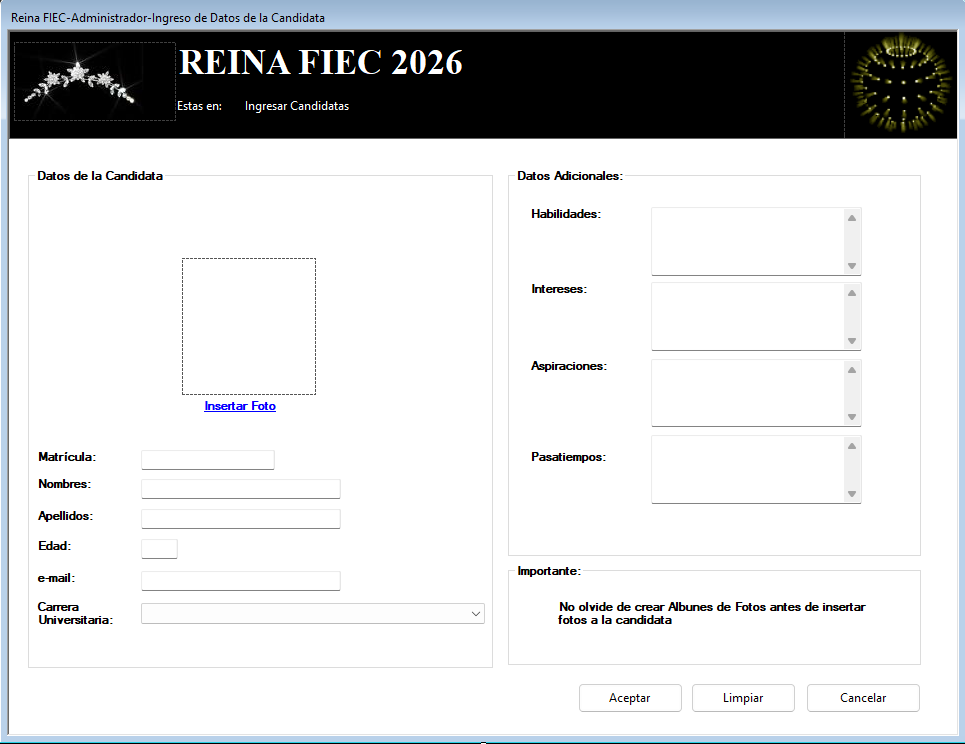 Reina FIEC-Administrador-Ingreso de Datos de la Candidata
REINA FIEC 2026
Estas en: Ingresar Candidatas
Datos de la Candidata
Insertar Foto
Matrícula:
Nombres:
Apellidos:
Edad:
e-mail:
Carrera
Universitaria:
Datos Adicionales:
Habilidades:
Intereses:
Aspiraciones:
Pasatiempos:
Importante:
No olvide de crear Albunes de Fotos antes de insertar
fotos a la candidata
Aceptar Limpiar Cancelar